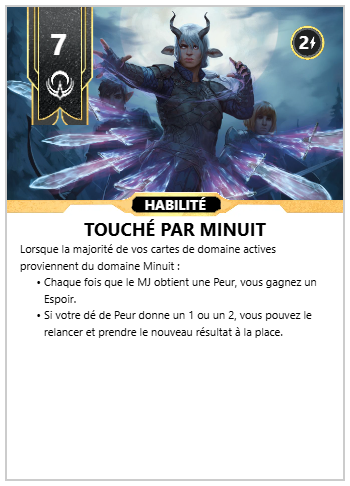 7
2
HABILITÉ
TOUCHÉ PAR MINUIT
Lorsque la majorité de vos cartes de domaine actives
proviennent du domaine Minuit :
• Chaque fois que le MJ obtient une Peur, vous gagnez un
Espoir.
• Si votre dé de Peur donne un 1 ou un 2, vous pouvez le
relancer et prendre le nouveau résultat à la place.